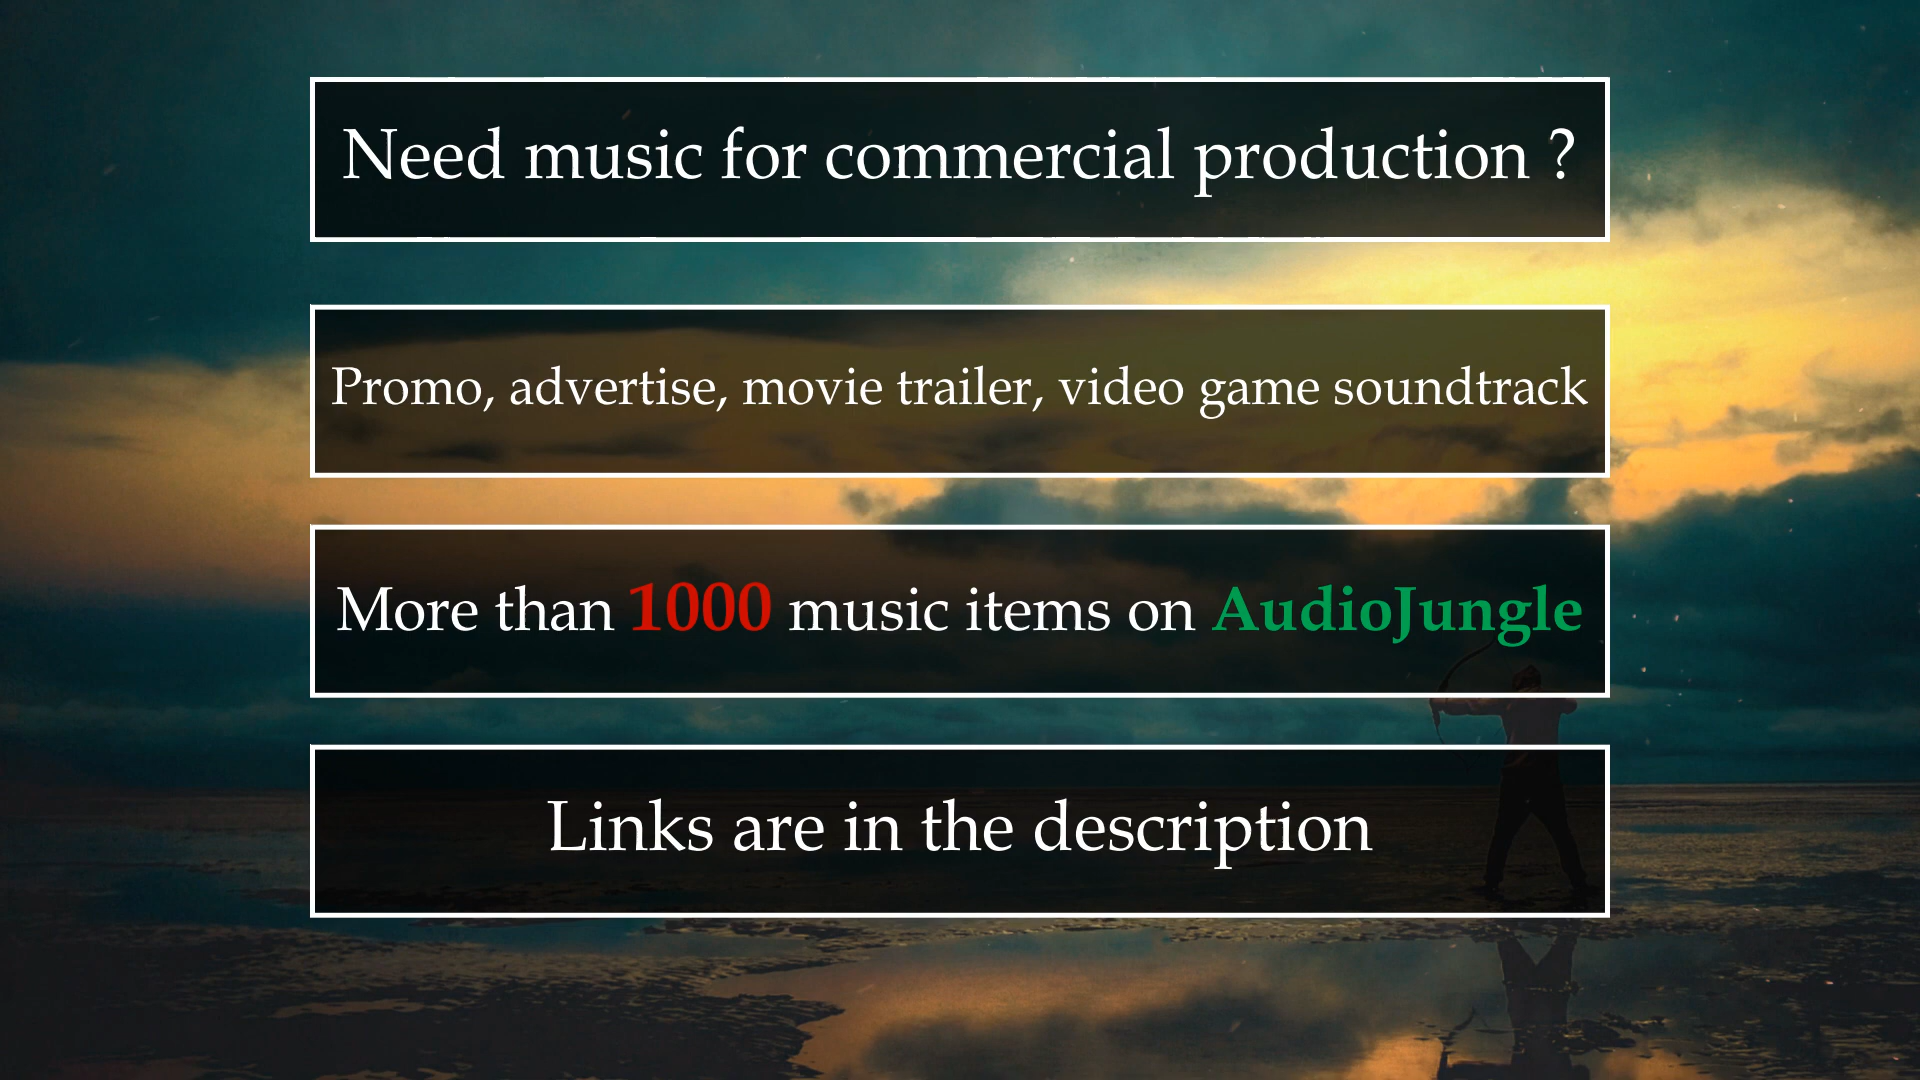 Need music for commercial production ?
Promo, advertise, movie trailer, video game soundtrack
More than 1000 music items on AudioJungle
Links are in the description